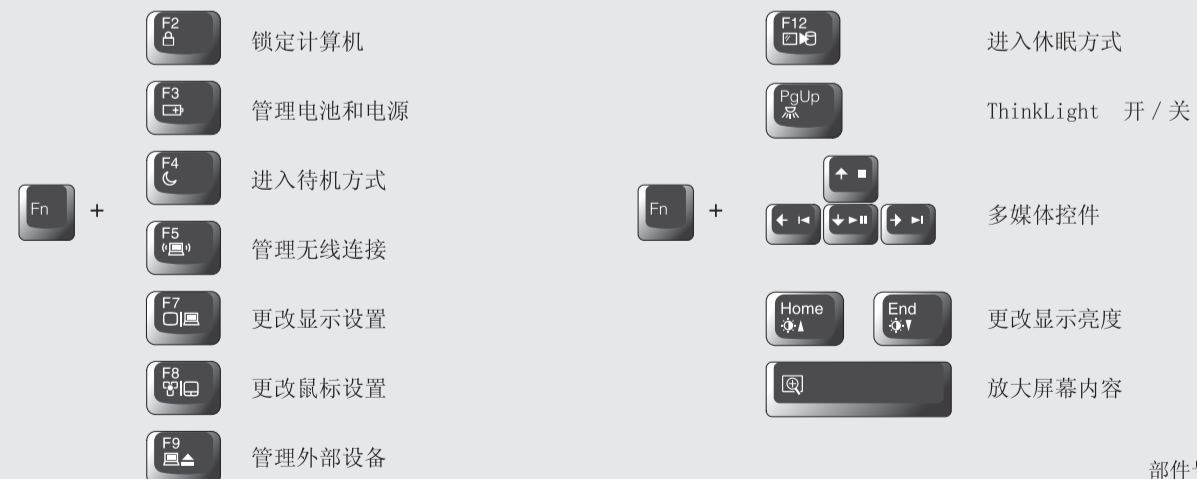 Fn
+
F2
锁定计算机
F3
管理电池和电源
F4
进入待机方式
F5
管理无线连接
F7
更改显示设置
F8
更改鼠标设置
F9
管理外部设备
Fn
+
F12
进入休眠方式
PgUp
ThinkLight 开/关
多媒体控件
Home
End
更改显示亮度
放大屏幕内容
部件